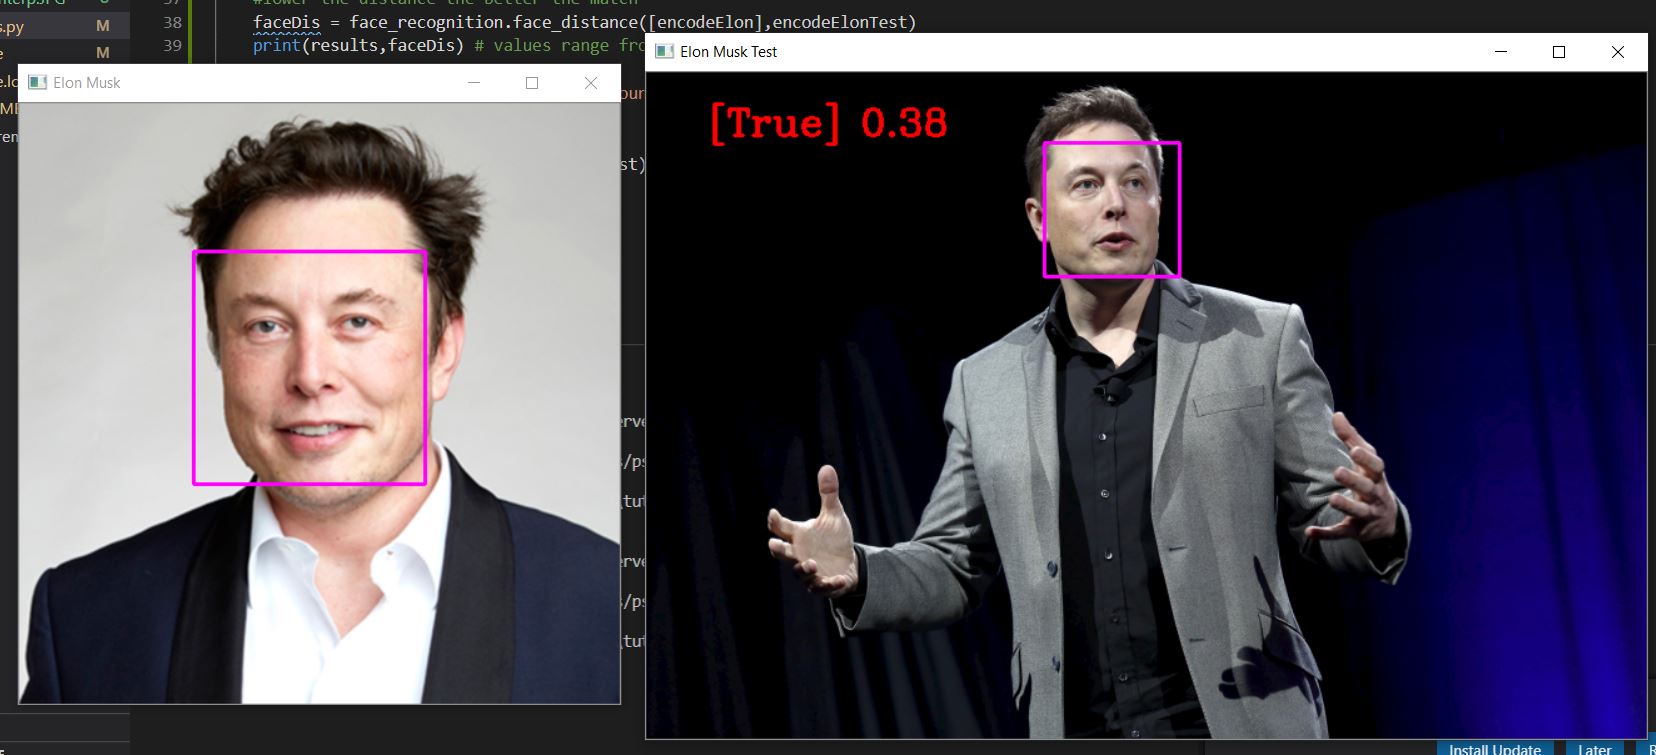 #lower the distance the better the match
s.py M
38 faceDis = face_recognition.face_distance([encodeElon],encodeElonTest)
39 print(results,faceDis) # values range fro
Elon Musk
Elon Musk Test
[True] 0.38
st)
Install Update Later